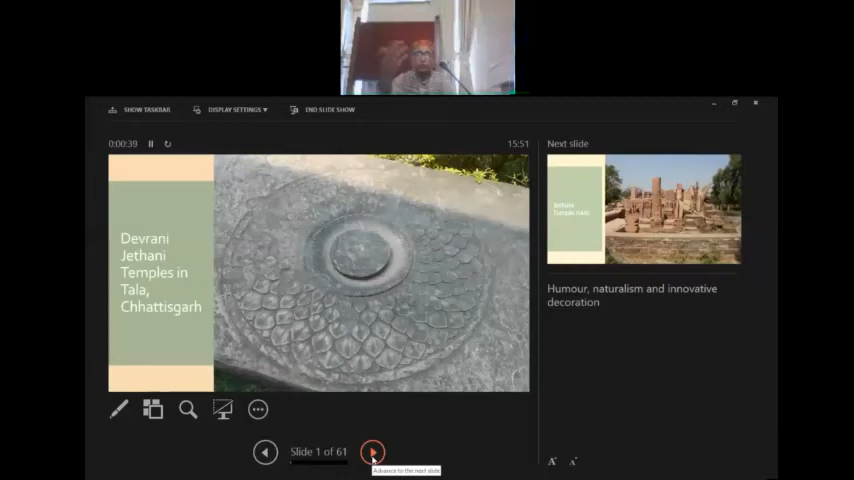 SHOW TASKBAR DISPLAY SETTINGS ▾ END SLIDE SHOW
0:00:39
15:51
Next slide
Devrani
Jethani
Temples in
Tala,
Chhattisgarh
Jethani
Temple
Humour, naturalism and innovative
decoration
Slide 1 of 61
Advance to the next slide
A A